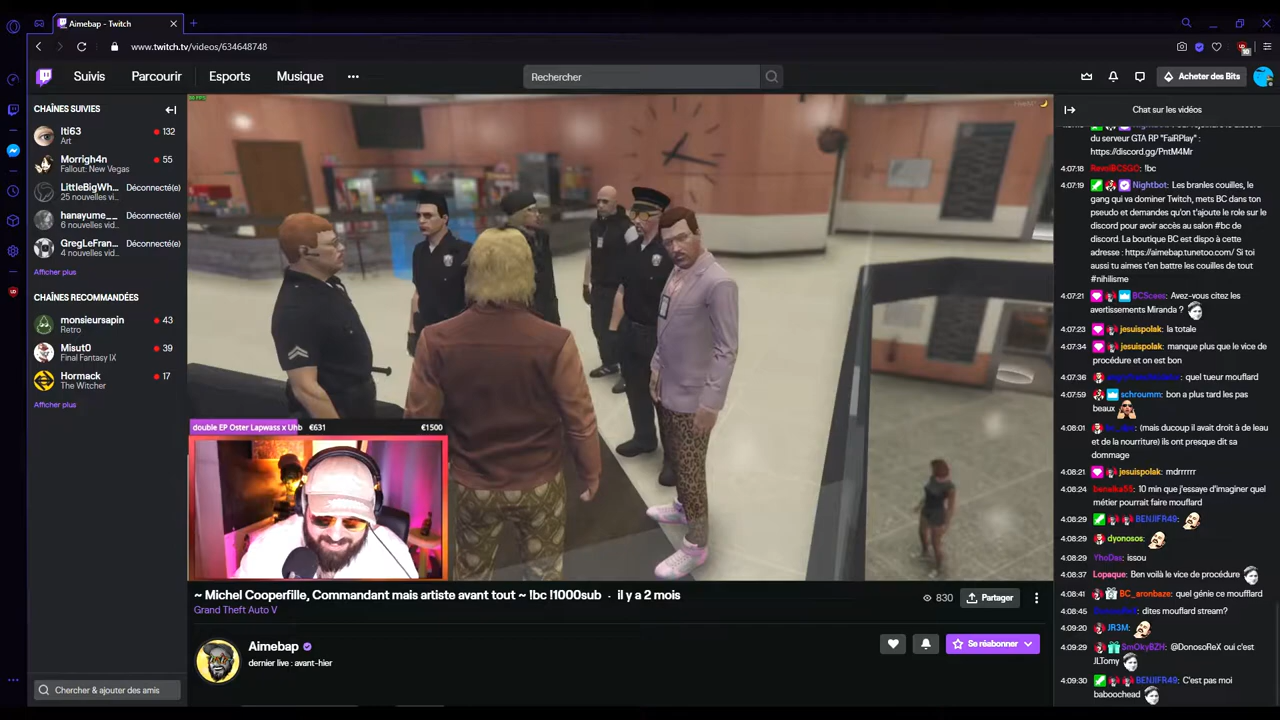 Aimebap - Twitch
www.twitch.tv/videos/634648748
Suivis
Parcourir
Esports
Musique
Rechercher
Acheter des Bits
CHAÎNES SUIVIES
Iti63
132
Art
Morrigh4n
55
Fallout: New Vegas
LittleBigWh...
Déconnecté(e)
25 nouvelles vid...
hanayume__
Déconnecté(e)
6 nouvelles vid...
GregLeFran...
Déconnecté(e)
4 nouvelles vid...
Afficher plus
CHAÎNES RECOMMANDÉES
monsieursapin
43
Retro
Misut0
39
Final Fantasy IX
Hormack
17
The Witcher
Afficher plus
Chercher & ajouter des amis
double EP Oster Lapwass x Uhb
€631
€1500
~ Michel Cooperfille, Commandant mais artiste avant tout ~ !bc !1000sub · il y a 2 mois
Grand Theft Auto V
830
Partager
Aimebap
dernier live : avant-hier
Se réabonner
Chat sur les vidéos
du serveur GTA RP "FaiRPlay" :
https://discord.gg/PntM4Mr
4:07:18 !bc
4:07:19 Nightbot: Les branles couilles, le
gang qui va dominer Twitch, mets BC dans
ton pseudo et demandes qu'on t'ajoute le role sur
discord pour avoir accès au salon #bc de
discord. La boutique BC est dispo à cette
adresse : https://aimebap.tunetoo.com/ Si toi
aussi tu aimes t'en battre les couilles de tout
#nihilisme
4:07:21 BCScees: Avez-vous citez les
avertissements Miranda ?
4:07:23 jesuispolak: la totale
4:07:34 jesuispolak: manque plus que le vice de
procédure et on est bon
4:07:36 quel tueur mouflard
4:07:59 schroumm: bon a plus tard les pas
beaux
4:08:01 (mais ducoup il avait droit à de leau
et de la nourriture) ils ont presque dit sa
dommage
4:08:21 jesuispolak: mdrrrrrr
4:08:24 10 min que j'essaye d'imaginer quel
métier pourrait faire mouflard
4:08:29 BENJIFR49:
4:08:29 dyonosos:
4:08:29 YhoDas: issou
4:08:37 Lopaque: Ben voilà le vice de procédure
4:08:41 BC_aronbaze: quel génie ce moufflard
4:08:45 dites mouflard stream?
4:09:20 JR3M:
4:09:29 SmOkyBZH: @DonosoReX oui c'est
JLTomy
4:09:30 BENJIFR49: C'est pas moi
baboochead